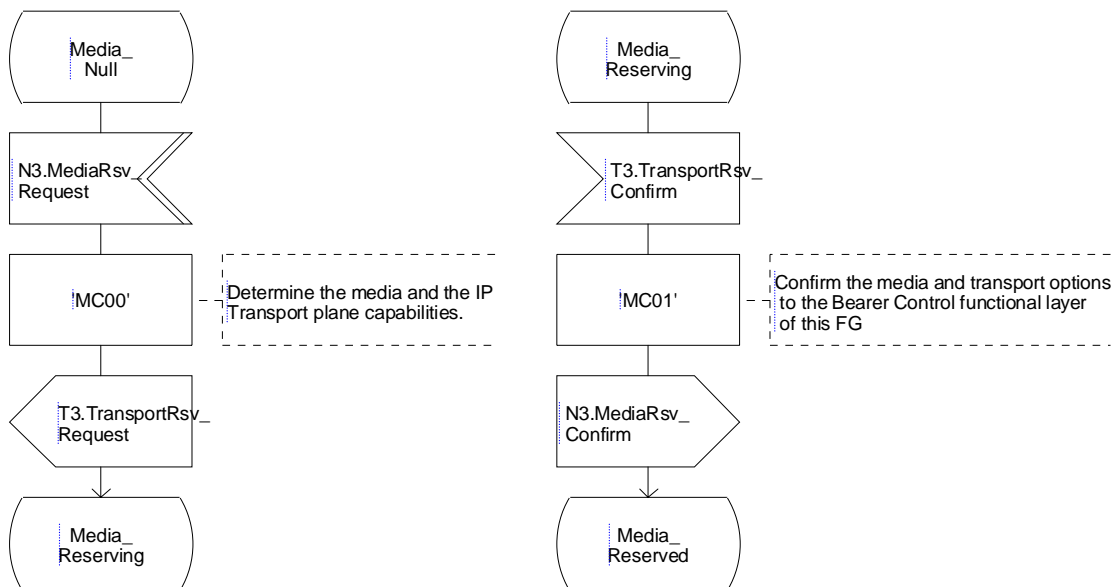 Media_
Null
N3.MediaRsv_
Request
'MC00'
Determine the media and the IP
Transport plane capabilities.
T3.TransportRsv_
Request
Media_
Reserving
Media_
Reserving
T3.TransportRsv_
Confirm
'MC01'
Confirm the media and transport options
to the Bearer Control functional layer
of this FG
N3.MediaRsv_
Confirm
Media_
Reserved